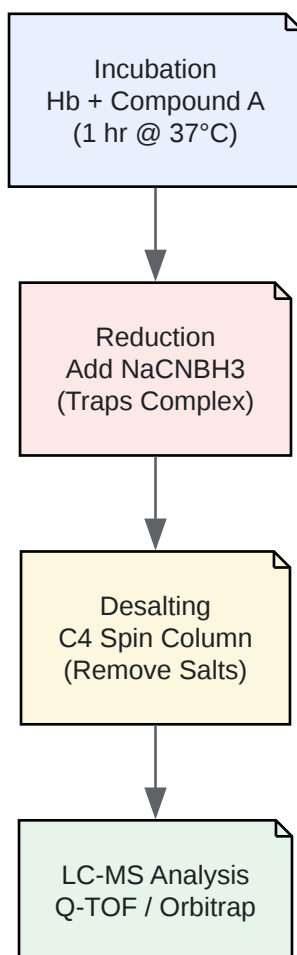 Incubation
Hb + Compound A
(1 hr @ 37°C)
Reduction
Add NaCNBH3
(Traps Complex)
Desalting
C4 Spin Column
(Remove Salts)
LC-MS Analysis
Q-TOF / Orbitrap